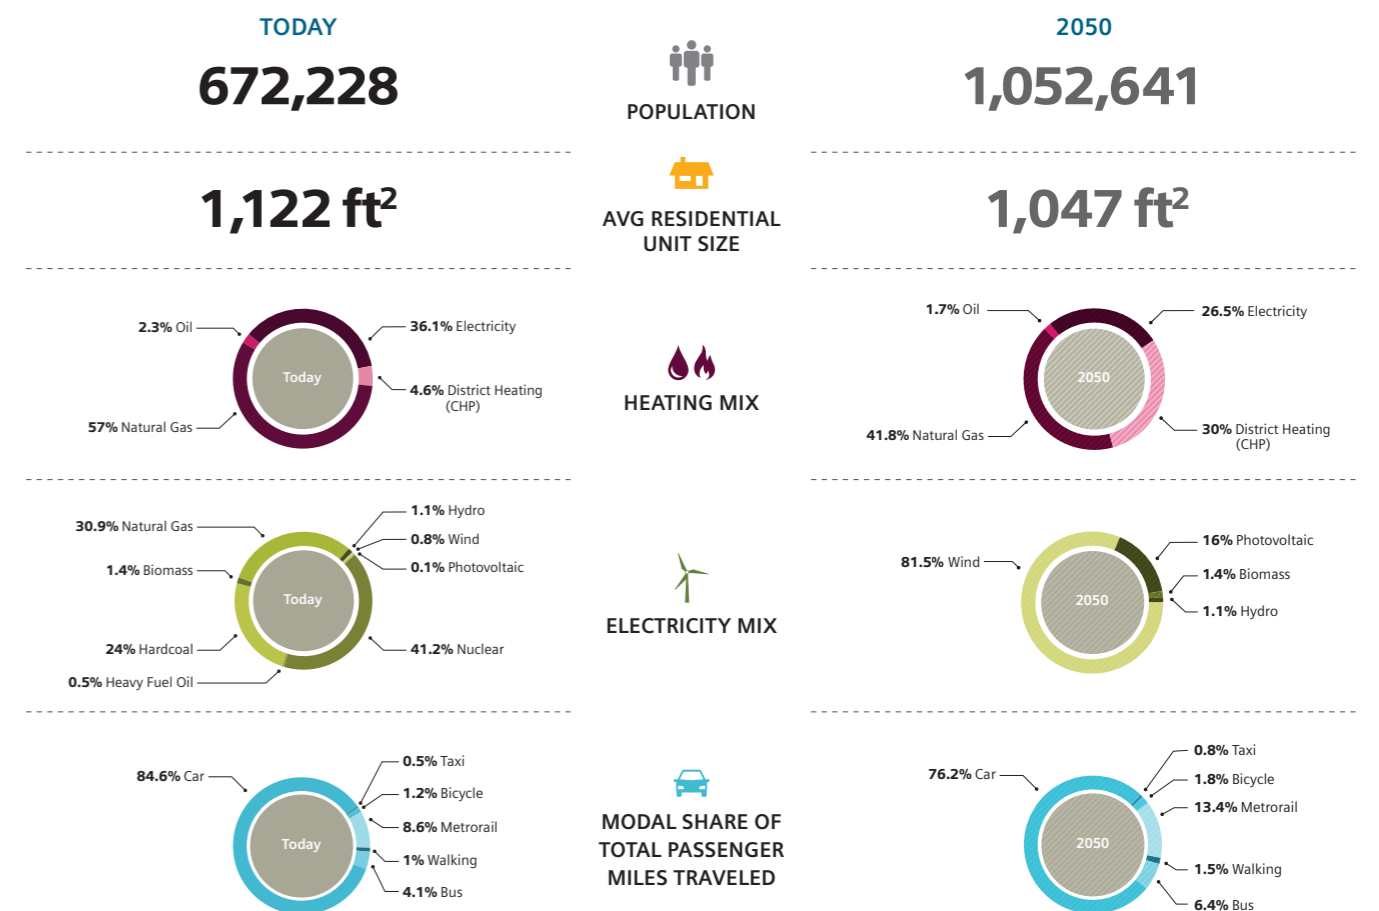 TODAY
2050
672,228
POPULATION
1,052,641
1,122 ft²
AVG RESIDENTIAL
UNIT SIZE
1,047 ft²
2.3% Oil
36.1% Electricity
Today
4.6% District Heating
(CHP)
57% Natural Gas
HEATING MIX
1.7% Oil
26.5% Electricity
2050
30% District Heating
(CHP)
41.8% Natural Gas
30.9% Natural Gas
1.1% Hydro
0.8% Wind
0.1% Photovoltaic
1.4% Biomass
Today
24% Hardcoal
41.2% Nuclear
0.5% Heavy Fuel Oil
ELECTRICITY MIX
81.5% Wind
16% Photovoltaic
1.4% Biomass
2050
1.1% Hydro
84.6% Car
0.5% Taxi
1.2% Bicycle
8.6% Metrorail
Today
1% Walking
4.1% Bus
MODAL SHARE OF
TOTAL PASSENGER
MILES TRAVELED
76.2% Car
0.8% Taxi
1.8% Bicycle
13.4% Metrorail
2050
1.5% Walking
6.4% Bus